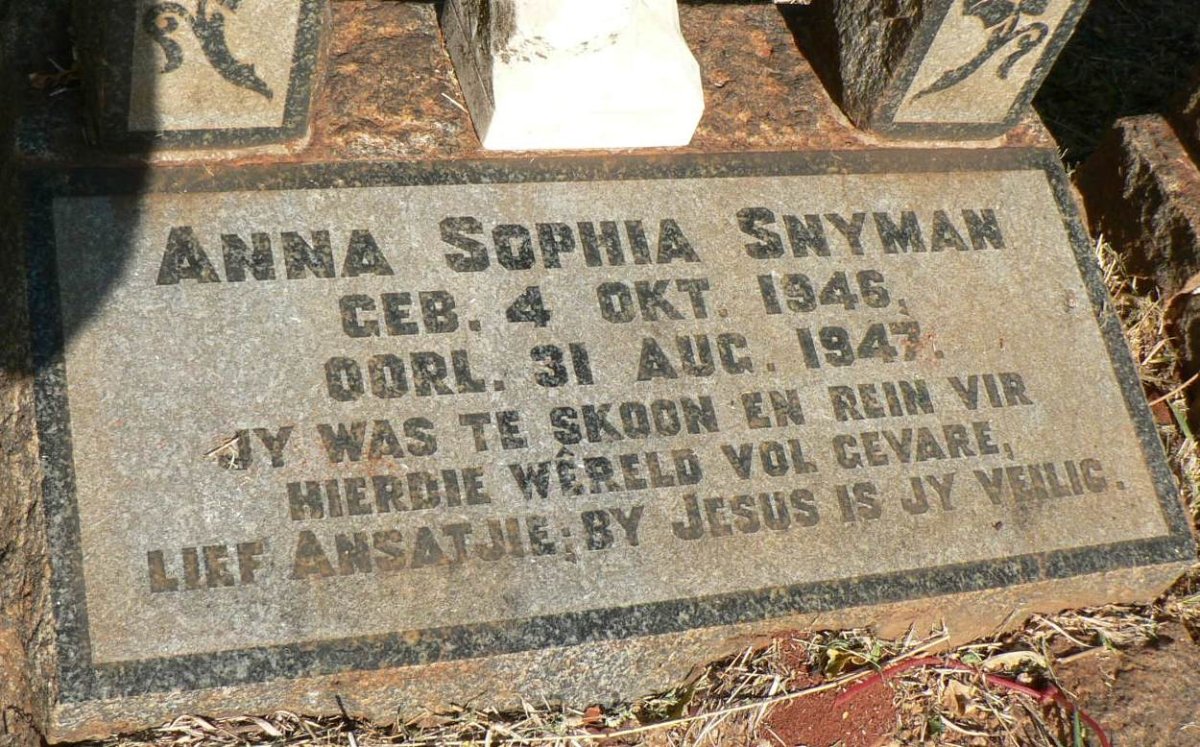 ANNA SOPHIA SNYMAN
GEB. 4 OKT. 1946,
OORL. 31 AUG. 1947.
JY WAS TE SKOON EN REIN VIR
HIERDIE WÊRELD VOL GEVARE,
LIEF ANSATJIE; BY JESUS IS JY VEILIG.